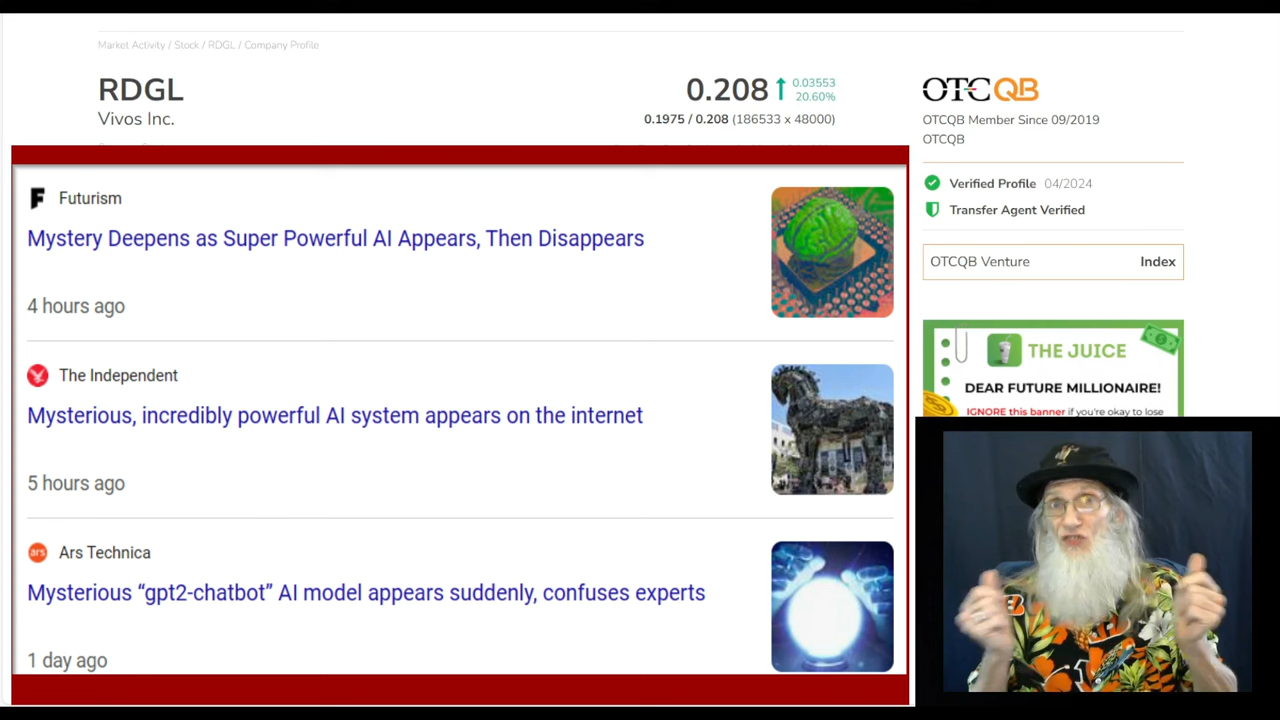 Market Activity / Stock / RDGL / Company Profile
RDGL
Vivos Inc.
0.208
0.03553
20.60%
0.1975 / 0.208 (186533 x 48000)
OTCQB
OTCQB Member Since 09/2019
OTCQB
Verified Profile 04/2024
Transfer Agent Verified
OTCQB Venture Index
THE JUICE
DEAR FUTURE MILLIONAIRE!
IGNORE this banner if you're okay to lose
F Futurism
Mystery Deepens as Super Powerful AI Appears, Then Disappears
4 hours ago
The Independent
Mysterious, incredibly powerful AI system appears on the internet
5 hours ago
ars Ars Technica
Mysterious “gpt2-chatbot” AI model appears suddenly, confuses experts
1 day ago